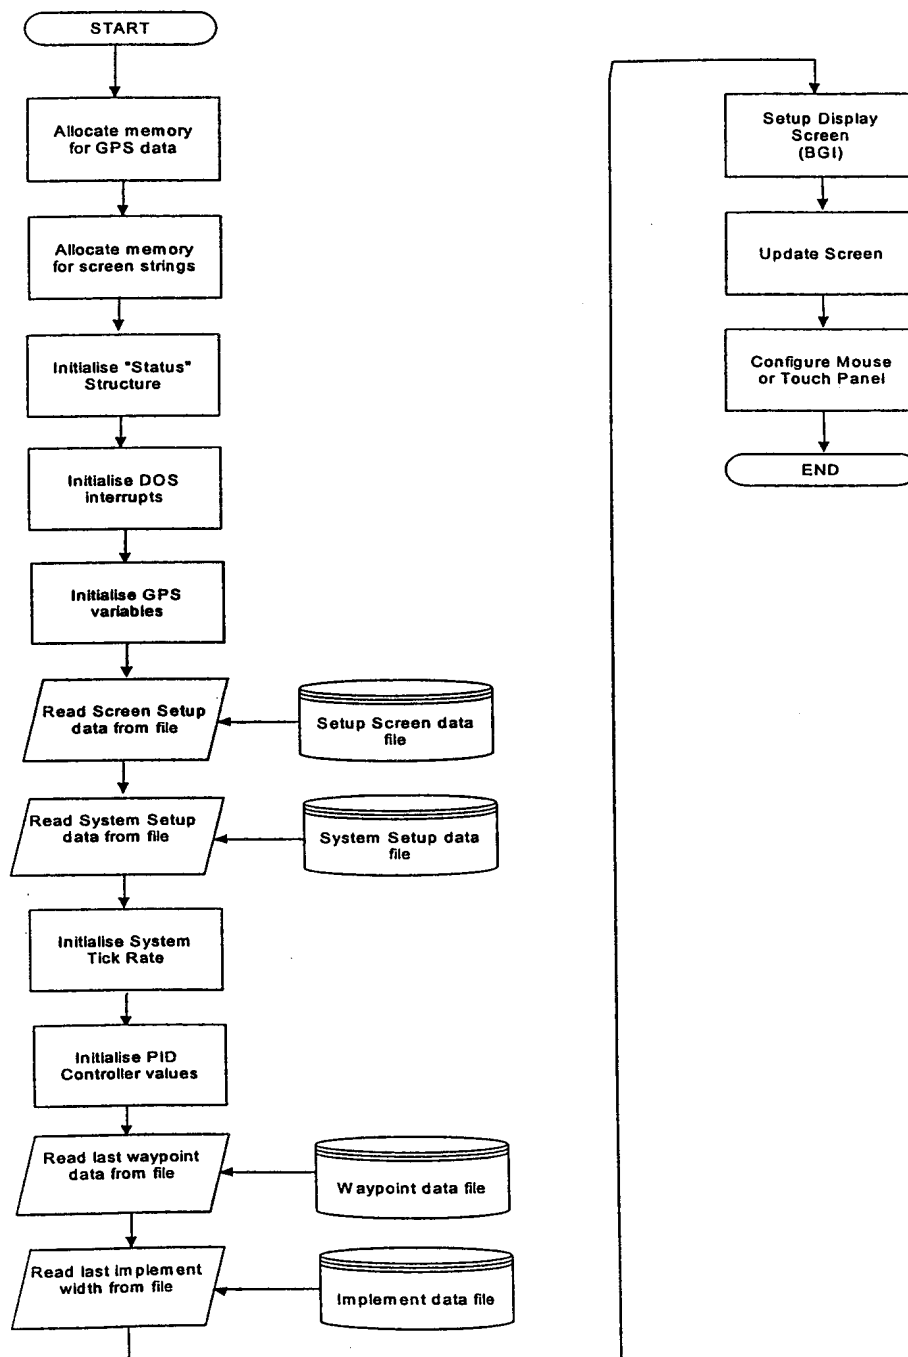 START
Allocate memory
for GPS data
Allocate memory
for screen strings
Initialise "Status"
Structure
Initialise DOS
interrupts
Initialise GPS
variables
Read Screen Setup
data from file
Setup Screen data
file
Read System Setup
data from file
System Setup data
file
Initialise System
Tick Rate
Initialise PID
Controller values
Read last waypoint
data from file
Waypoint data file
Read last implement
width from file
Implement data file
Setup Display
Screen
(BGI)
Update Screen
Configure Mouse
or Touch Panel
END